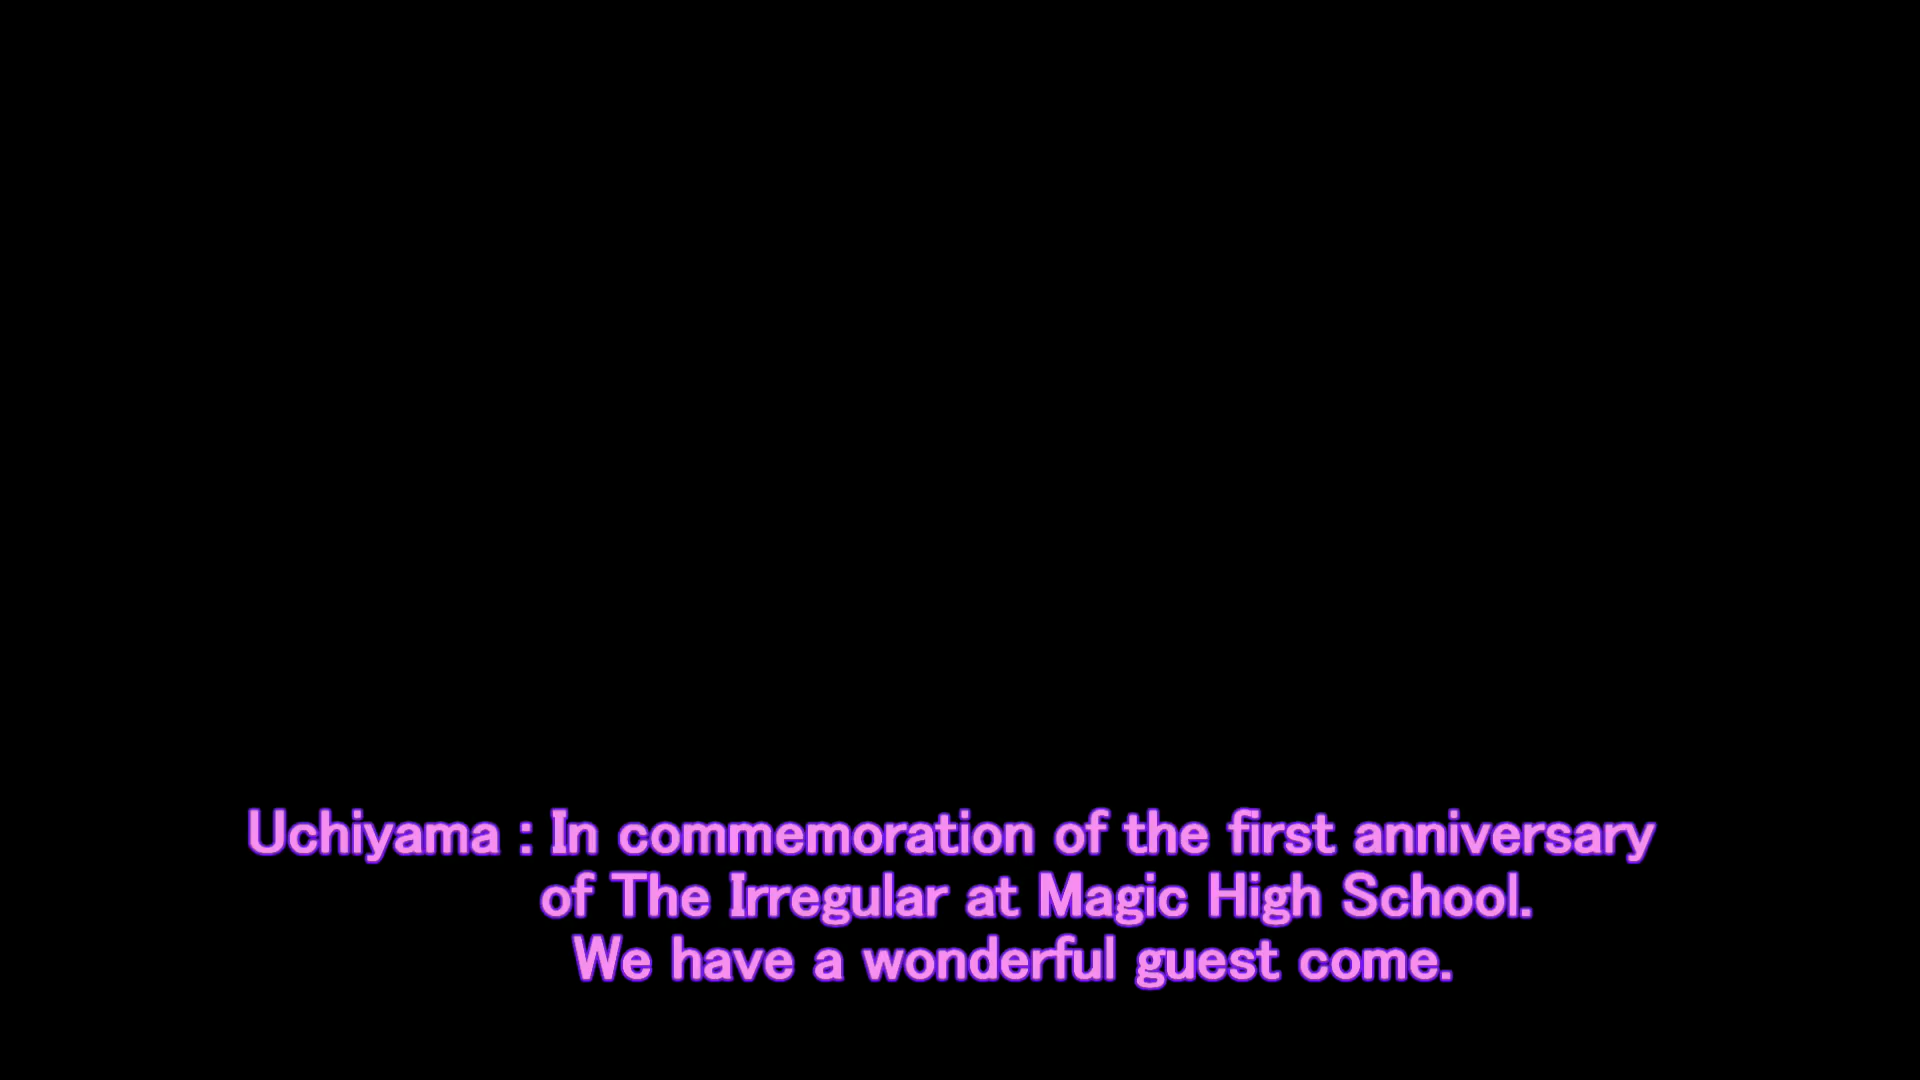 Uchiyama : In commemoration of the first anniversary
of The Irregular at Magic High School.
We have a wonderful guest come.